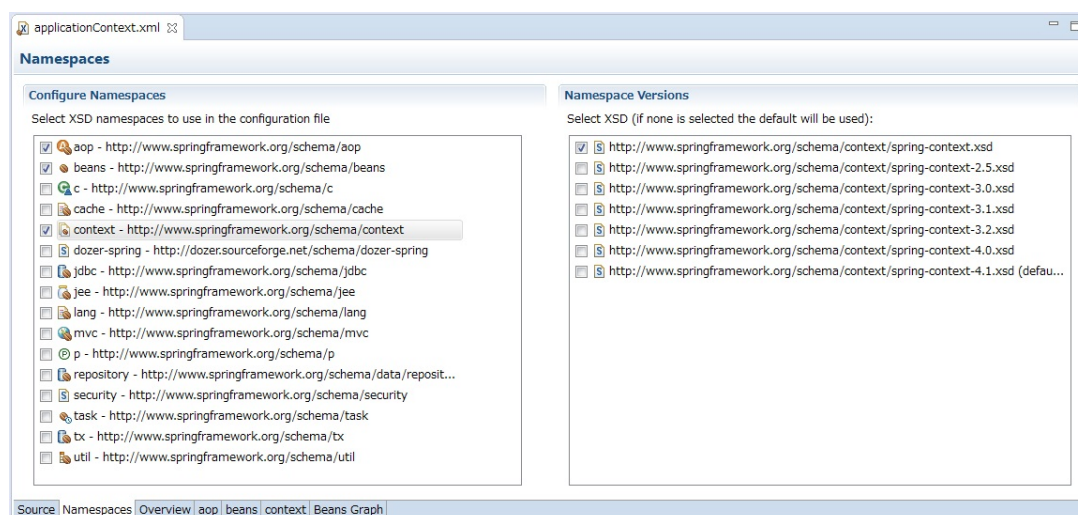 applicationContext.xml
Namespaces
Configure Namespaces
Select XSD namespaces to use in the configuration file
aop - http://www.springframework.org/schema/aop
beans - http://www.springframework.org/schema/beans
c - http://www.springframework.org/schema/c
cache - http://www.springframework.org/schema/cache
context - http://www.springframework.org/schema/context
dozer-spring - http://dozer.sourceforge.net/schema/dozer-spring
jdbc - http://www.springframework.org/schema/jdbc
jee - http://www.springframework.org/schema/jee
lang - http://www.springframework.org/schema/lang
mvc - http://www.springframework.org/schema/mvc
p - http://www.springframework.org/schema/p
repository - http://www.springframework.org/schema/data/reposit...
security - http://www.springframework.org/schema/security
task - http://www.springframework.org/schema/task
tx - http://www.springframework.org/schema/tx
util - http://www.springframework.org/schema/util
Namespace Versions
Select XSD (if none is selected the default will be used):
http://www.springframework.org/schema/context/spring-context.xsd
http://www.springframework.org/schema/context/spring-context-2.5.xsd
http://www.springframework.org/schema/context/spring-context-3.0.xsd
http://www.springframework.org/schema/context/spring-context-3.1.xsd
http://www.springframework.org/schema/context/spring-context-3.2.xsd
http://www.springframework.org/schema/context/spring-context-4.0.xsd
http://www.springframework.org/schema/context/spring-context-4.1.xsd (defau...
Source Namespaces Overview aop beans context Beans Graph